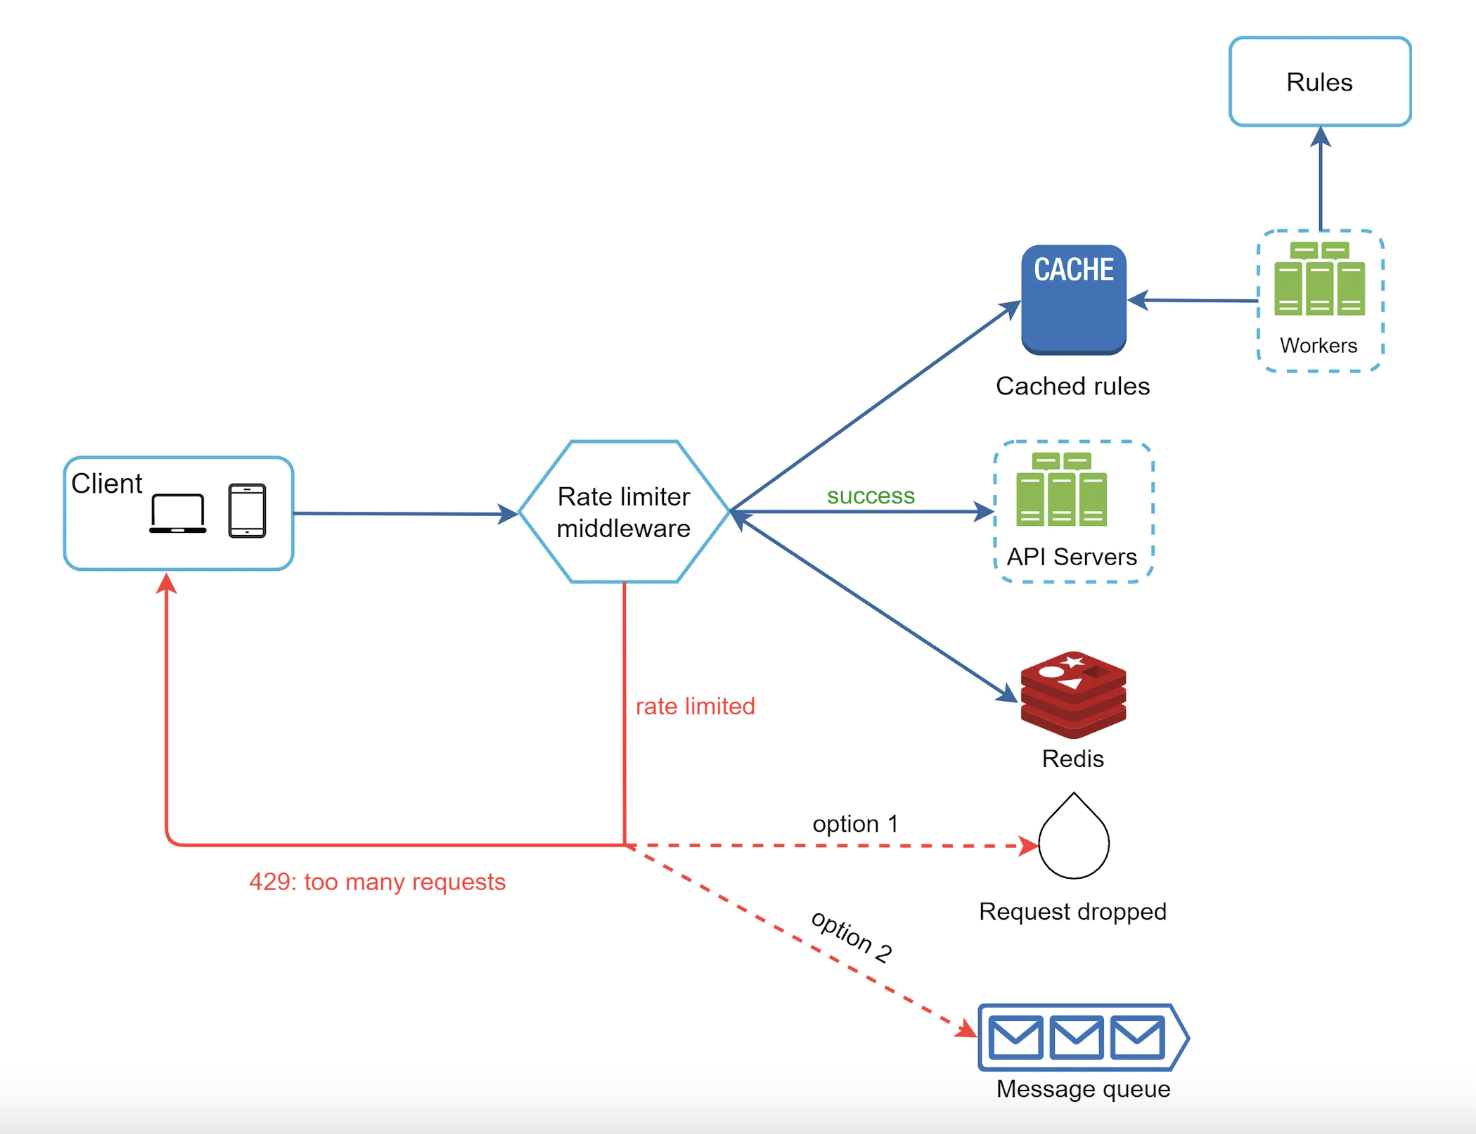 Rules
CACHE
Workers
Cached rules
Client
Rate limiter
middleware
success
API Servers
rate limited
Redis
option 1
429: too many requests
Request dropped
option 2
Message queue